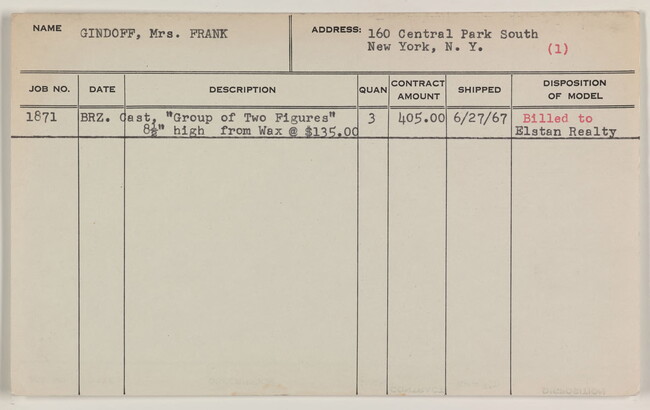 NAME GINDOFF, Mrs. FRANK ADDRESS: 160 Central Park South
New York, N. Y. (1)
JOB NO. DATE DESCRIPTION QUAN CONTRACT AMOUNT SHIPPED DISPOSITION OF MODEL
1871 BRZ. Cast, "Group of Two Figures" 3 405.00 6/27/67 Billed to
8½" high from Wax @ $135.00 Elstan Realty